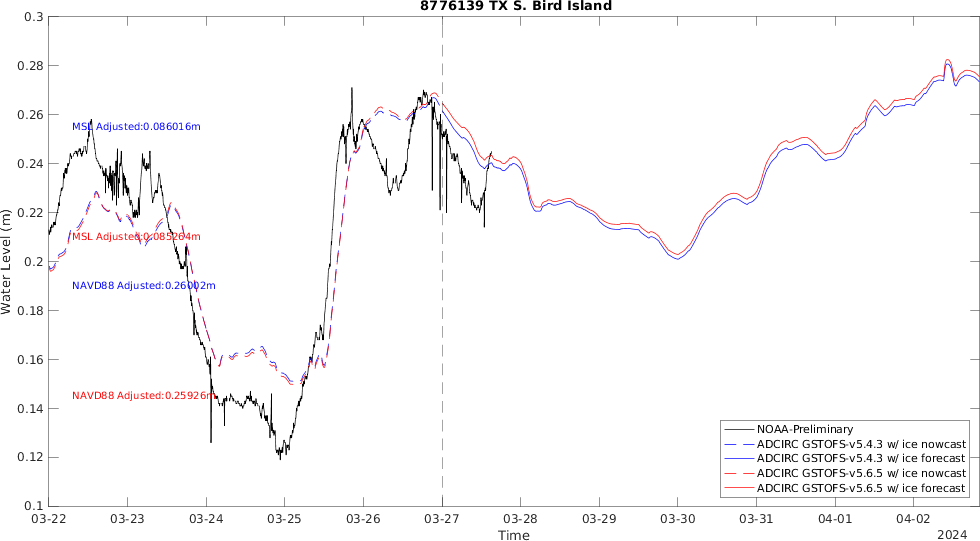 8776139 TX S. Bird Island
0.3
0.28
0.26
0.24
0.22
0.2
0.18
0.16
0.14
0.12
0.1
Water Level (m)
MSL Adjusted:0.086016m
MSL Adjusted:0.085264m
NAVD88 Adjusted:0.26002m
NAVD88 Adjusted:0.25926m
NOAA-Preliminary
ADCIRC GSTOFS-v5.4.3 w/ ice nowcast
ADCIRC GSTOFS-v5.4.3 w/ ice forecast
ADCIRC GSTOFS-v5.6.5 w/ ice nowcast
ADCIRC GSTOFS-v5.6.5 w/ ice forecast
03-22 03-23 03-24 03-25 03-26 03-27 03-28 03-29 03-30 03-31 04-01 04-02
Time
2024